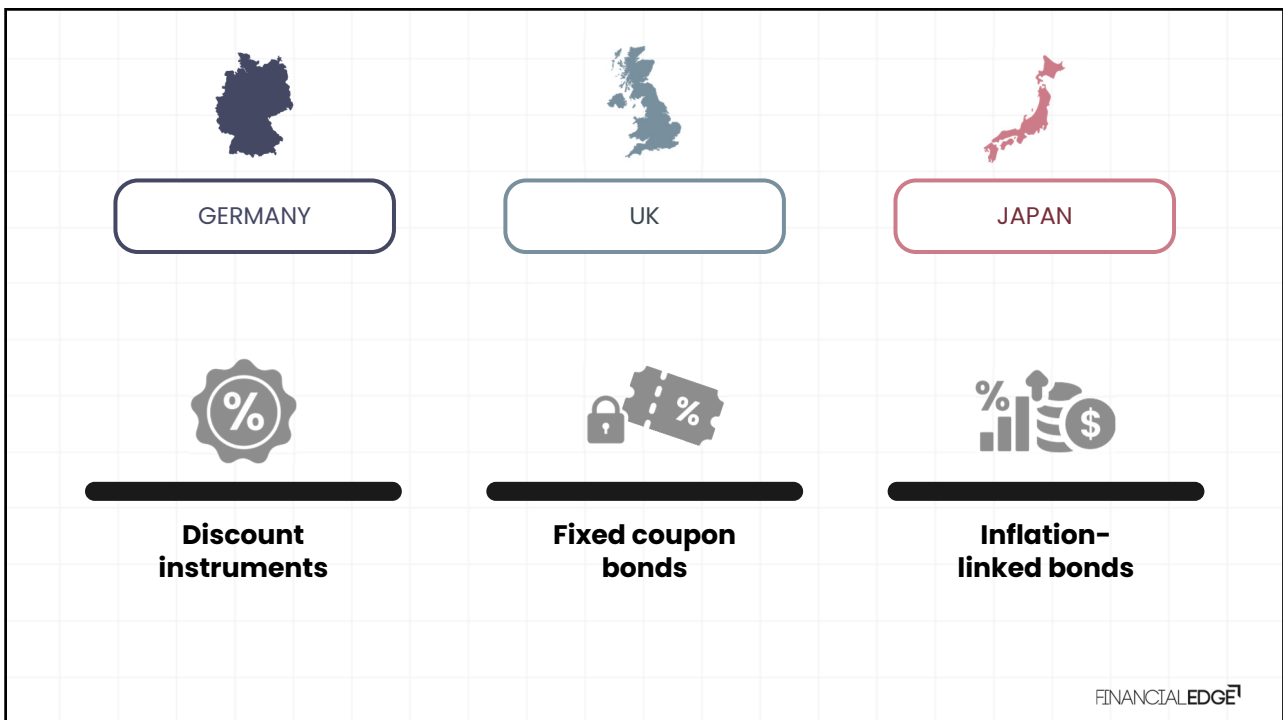 GERMANY
UK
JAPAN
%
%
%
$
Discount
instruments
Fixed coupon
bonds
Inflation-
linked bonds
FINANCIALEDGE